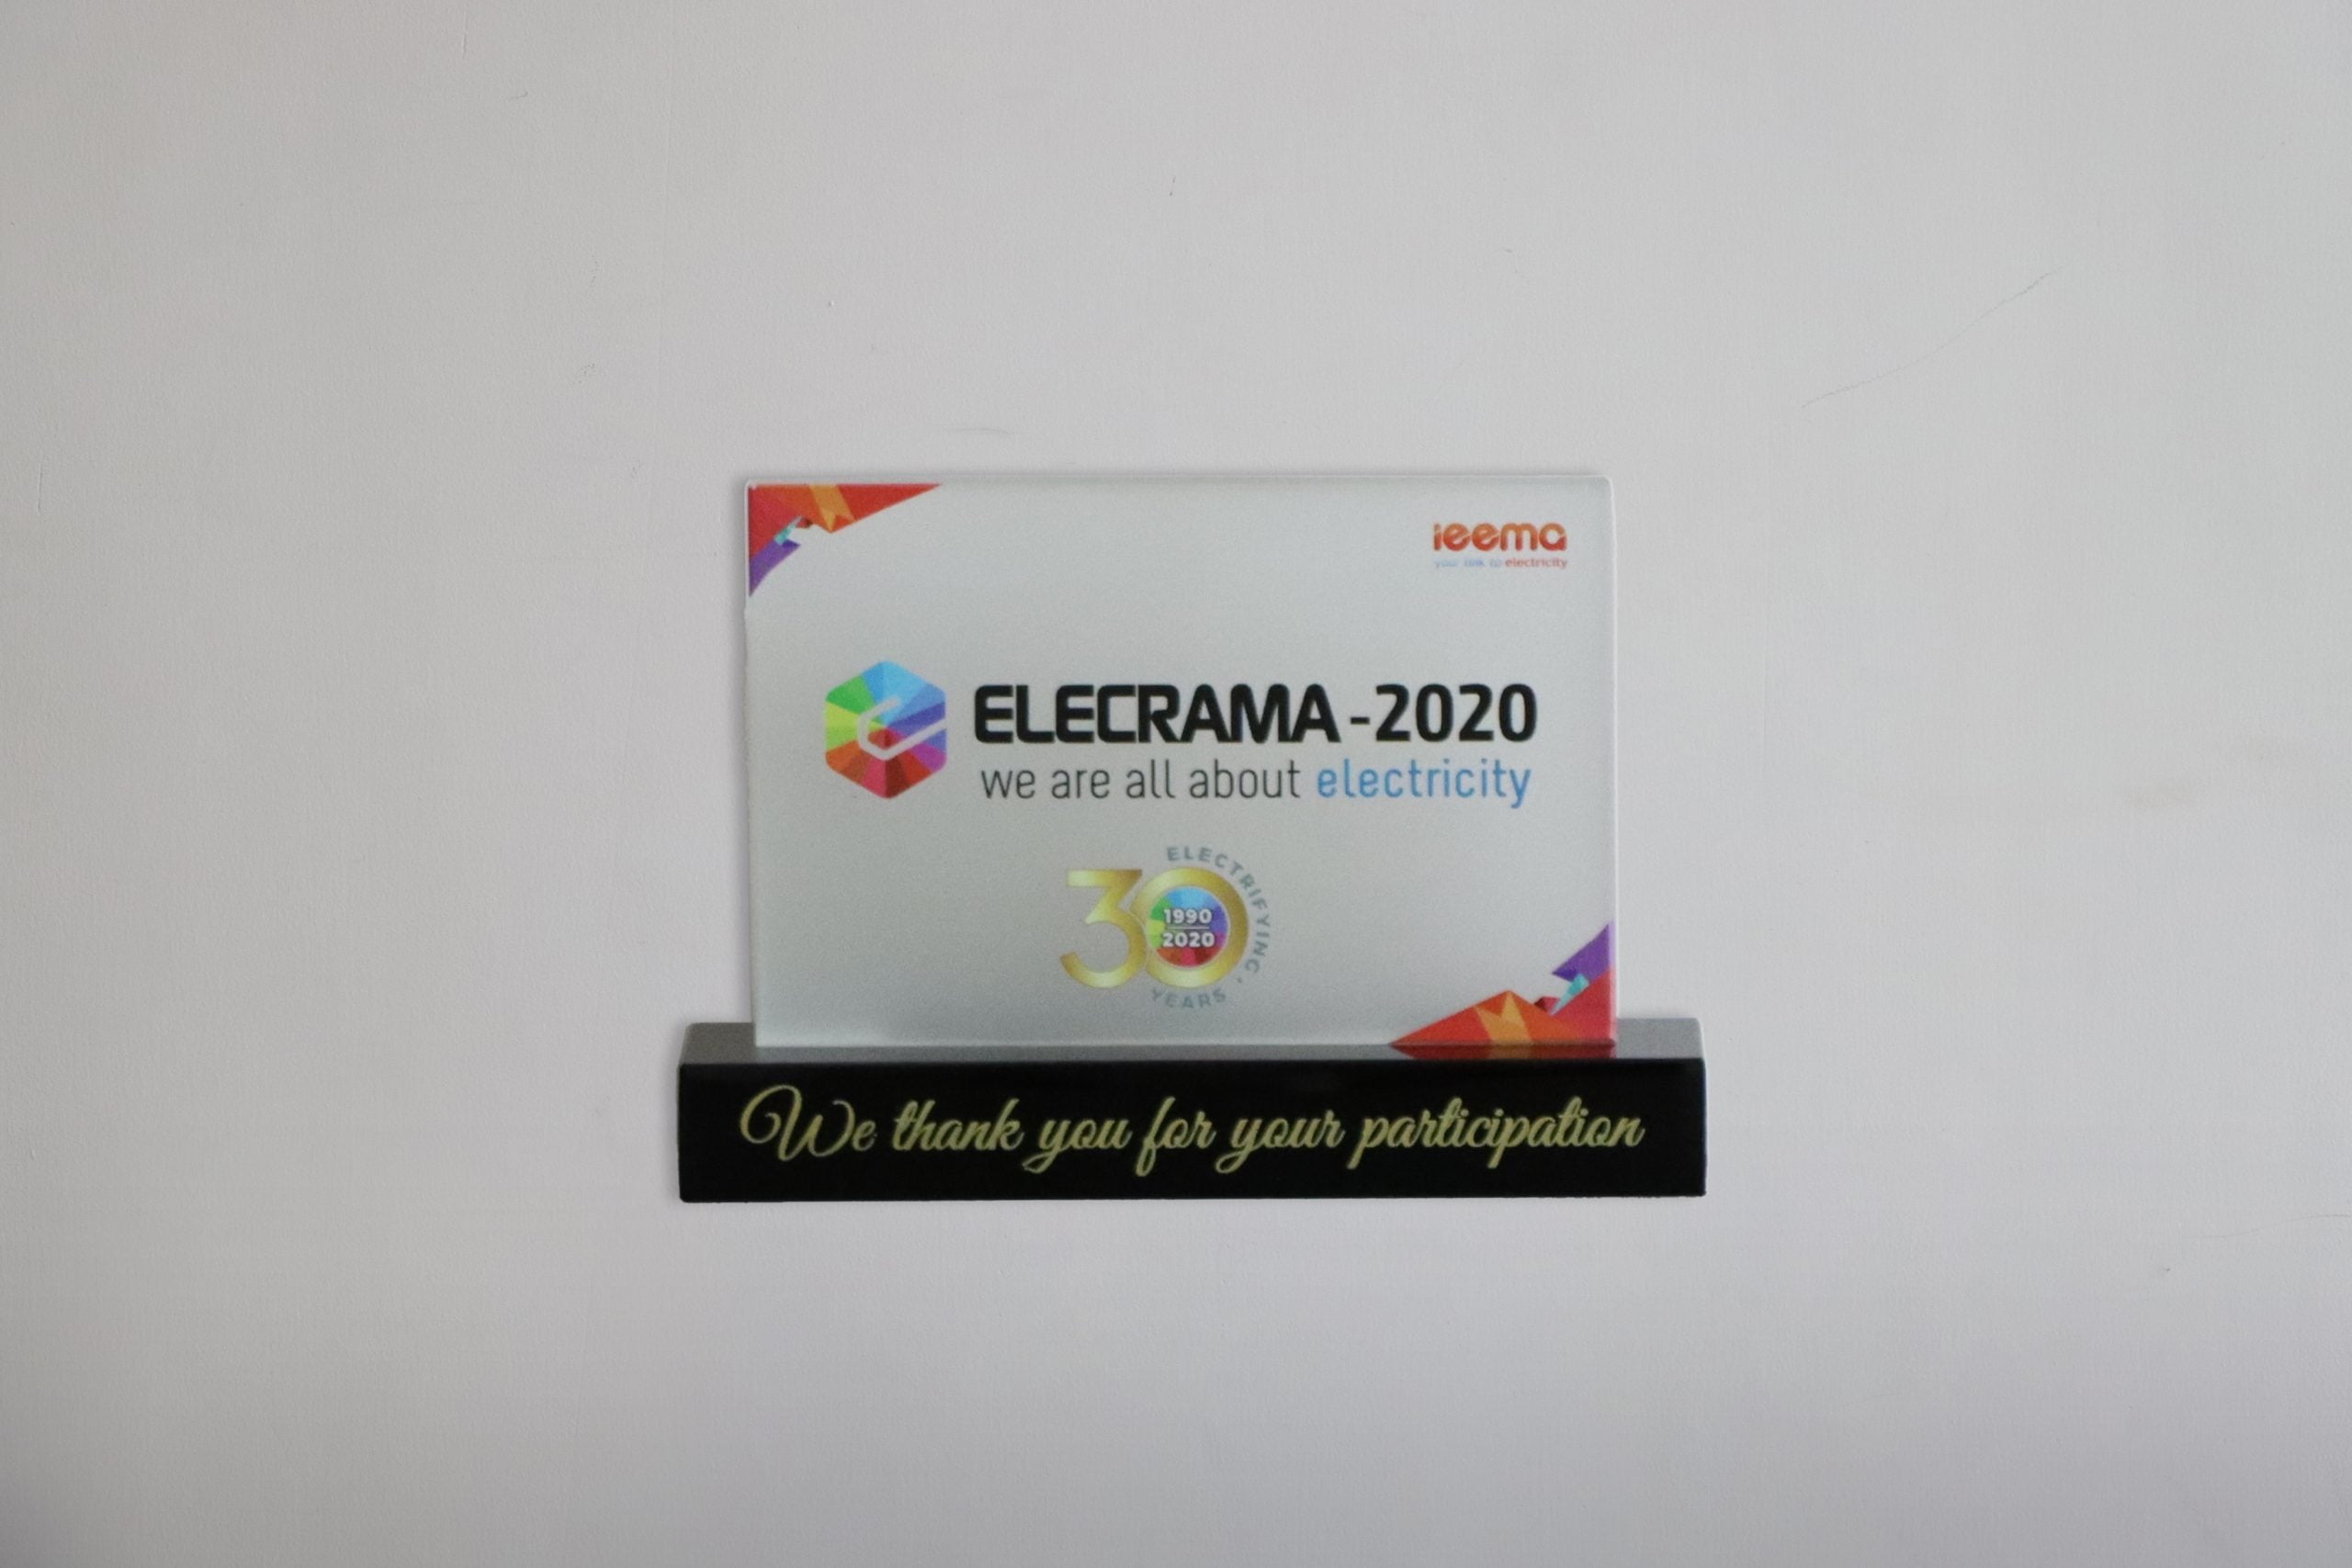 ieema
your link to electricity
ELECRAMA-2020
we are all about electricity
30
1990
2020
ELECTRIFYING
YEARS
We thank you for your participation